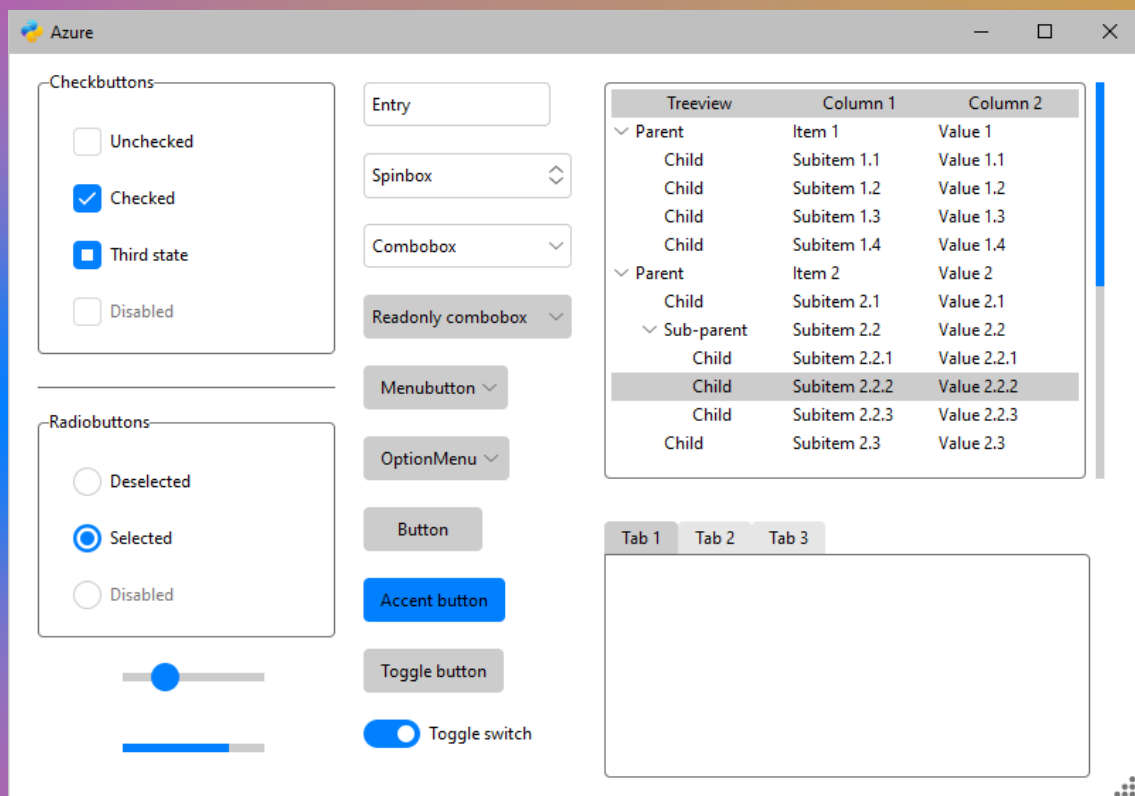 Azure
Checkbuttons
Unchecked
Checked
Third state
Disabled
Radiobuttons
Deselected
Selected
Disabled
Entry
Spinbox
Combobox
Readonly combobox
Menubutton
OptionMenu
Button
Accent button
Toggle button
Toggle switch
Treeview Column 1 Column 2
Parent Item 1 Value 1
Child Subitem 1.1 Value 1.1
Child Subitem 1.2 Value 1.2
Child Subitem 1.3 Value 1.3
Child Subitem 1.4 Value 1.4
Parent Item 2 Value 2
Child Subitem 2.1 Value 2.1
Sub-parent Subitem 2.2 Value 2.2
Child Subitem 2.2.1 Value 2.2.1
Child Subitem 2.2.2 Value 2.2.2
Child Subitem 2.2.3 Value 2.2.3
Child Subitem 2.3 Value 2.3
Tab 1 Tab 2 Tab 3